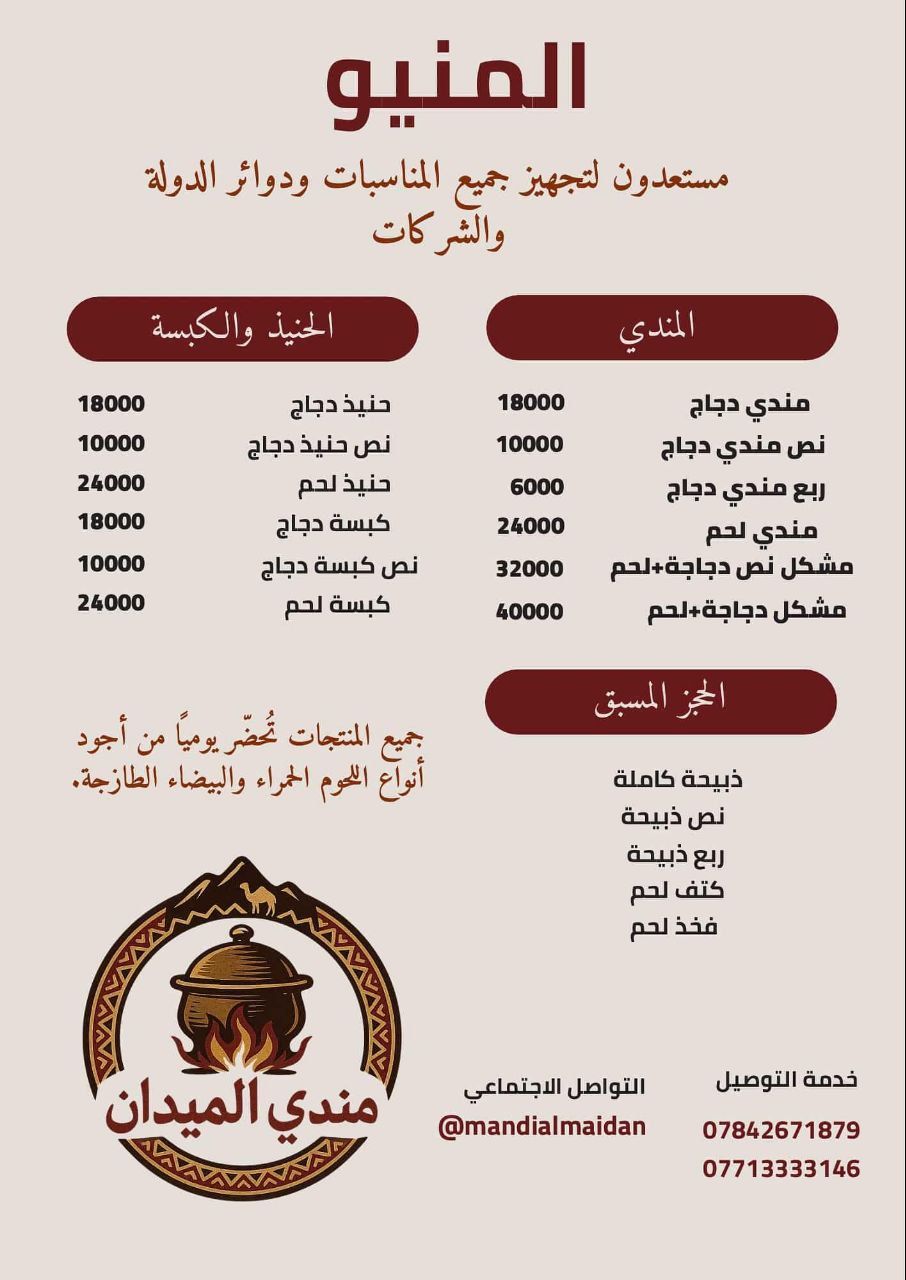 المنيو
مستعدون لتجهيز جميع المناسبات ودوائر الدولة
والشركات
المندي
مندي دجاج 18000
نص مندي دجاج 10000
ربع مندي دجاج 6000
مندي لحم 24000
مشكل نص دجاجة+لحم 32000
مشكل دجاجة+لحم 40000
الحنيذ والكبسة
حنيذ دجاج 18000
نص حنيذ دجاج 10000
حنيذ لحم 24000
كبسة دجاج 18000
نص كبسة دجاج 10000
كبسة لحم 24000
الحجز المسبق
ذبيحة كاملة
نص ذبيحة
ربع ذبيحة
كتف لحم
فخذ لحم
جميع المنتجات تُحضّر يوميًا من أجود
أنواع اللحوم الحمراء والبيضاء الطازجة.
مندي الميدان
خدمة التوصيل
07842671879
07713333146
التواصل الاجتماعي
@mandialmaidan